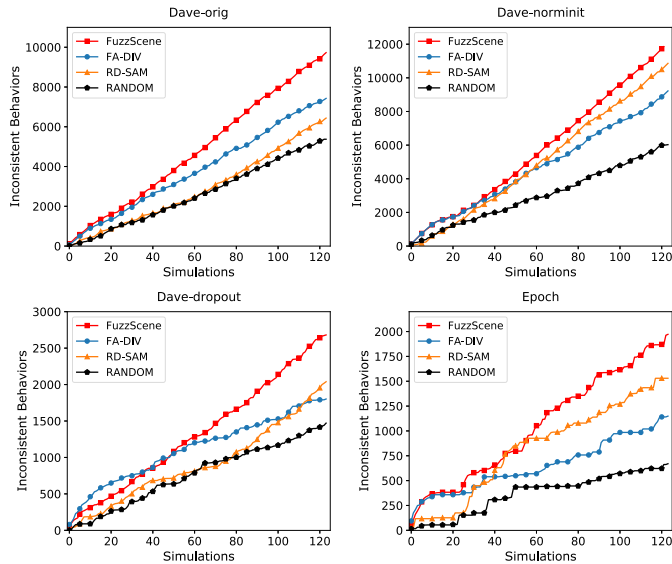 Dave-orig
Inconsistent Behaviors
10000
8000
6000
4000
2000
0
FuzzScene
FA-DIV
RD-SAM
RANDOM
0 20 40 60 80 100 120
Simulations
Dave-norminit
Inconsistent Behaviors
12000
10000
8000
6000
4000
2000
0
FuzzScene
FA-DIV
RD-SAM
RANDOM
0 20 40 60 80 100 120
Simulations
Dave-dropout
Inconsistent Behaviors
3000
2500
2000
1500
1000
500
0
FuzzScene
FA-DIV
RD-SAM
RANDOM
0 20 40 60 80 100 120
Simulations
Epoch
Inconsistent Behaviors
2000
1750
1500
1250
1000
750
500
250
0
FuzzScene
FA-DIV
RD-SAM
RANDOM
0 20 40 60 80 100 120
Simulations